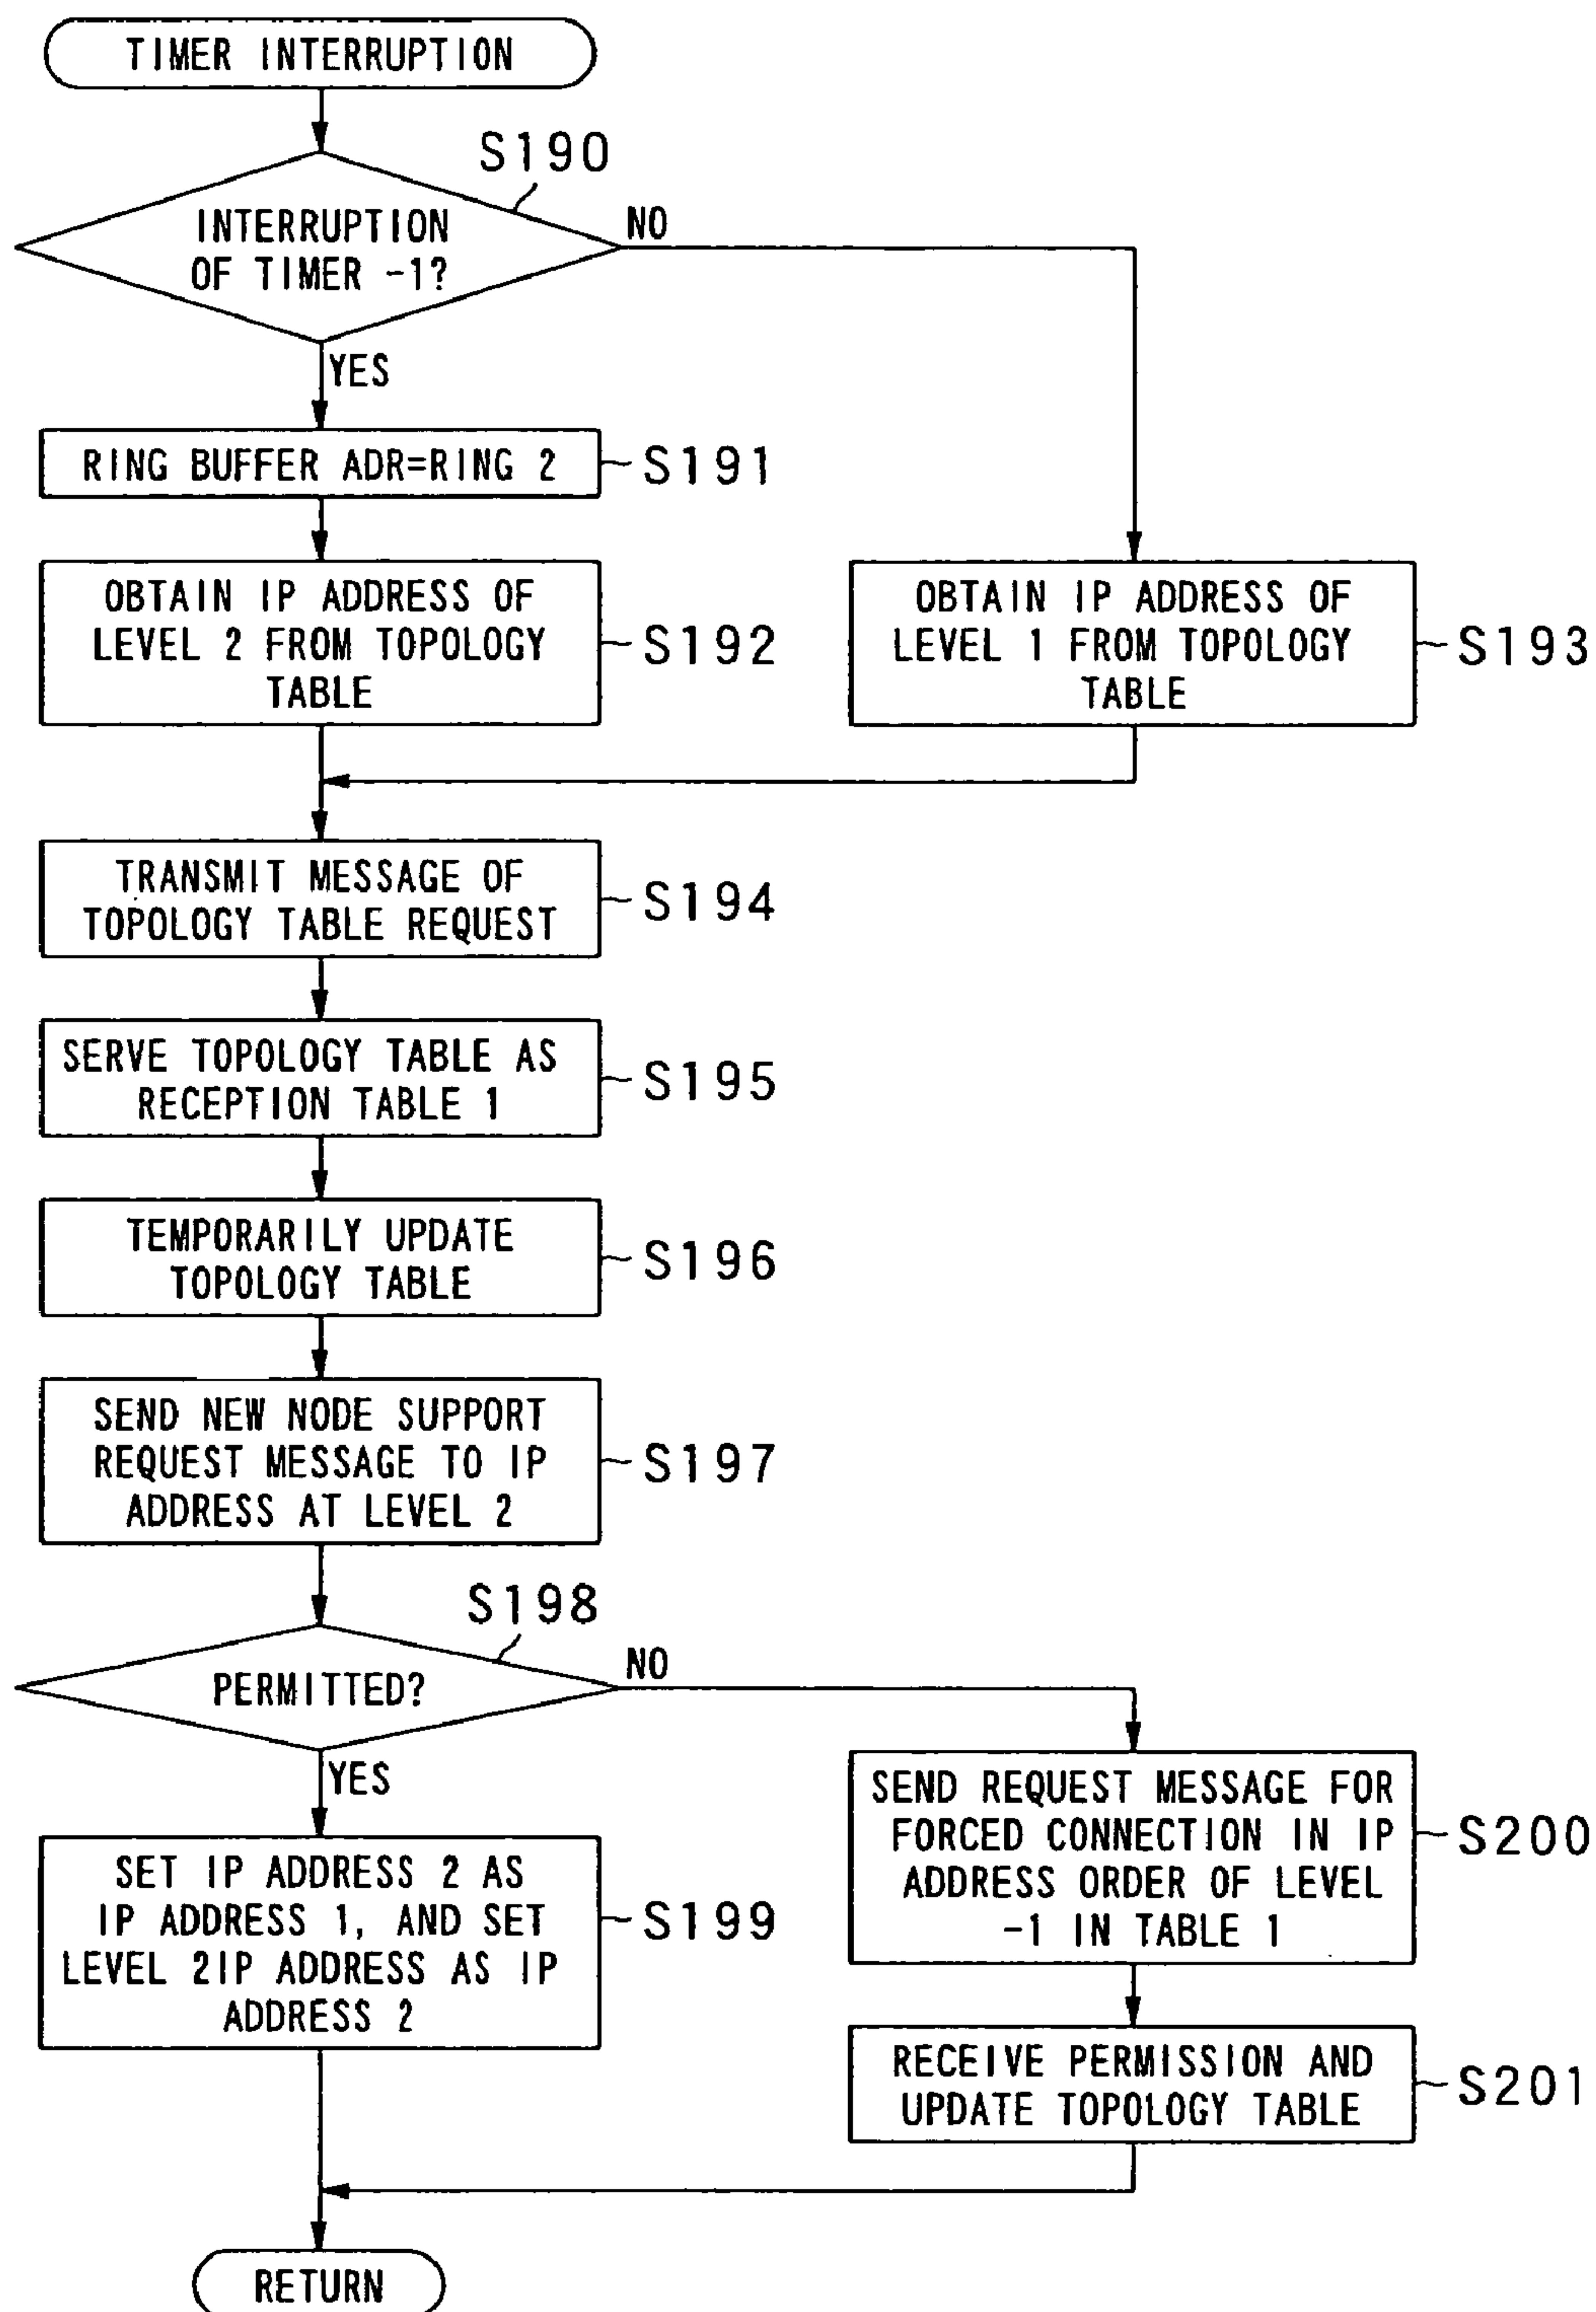 TIMER INTERRUPTION
S190
INTERRUPTION
OF TIMER -1?
NO
YES
RING BUFFER ADR=RING 2
S191
OBTAIN IP ADDRESS OF
LEVEL 2 FROM TOPOLOGY
TABLE
S192
OBTAIN IP ADDRESS OF
LEVEL 1 FROM TOPOLOGY
TABLE
S193
TRANSMIT MESSAGE OF
TOPOLOGY TABLE REQUEST
S194
SERVE TOPOLOGY TABLE AS
RECEPTION TABLE 1
S195
TEMPORARILY UPDATE
TOPOLOGY TABLE
S196
SEND NEW NODE SUPPORT
REQUEST MESSAGE TO IP
ADDRESS AT LEVEL 2
S197
S198
PERMITTED?
NO
YES
SET IP ADDRESS 2 AS
IP ADDRESS 1, AND SET
LEVEL 2IP ADDRESS AS IP
ADDRESS 2
S199
SEND REQUEST MESSAGE FOR
FORCED CONNECTION IN IP
ADDRESS ORDER OF LEVEL
-1 IN TABLE 1
S200
RECEIVE PERMISSION AND
UPDATE TOPOLOGY TABLE
S201
RETURN